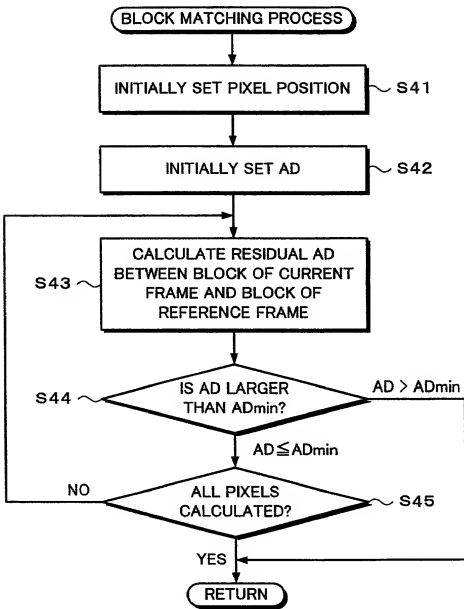 BLOCK MATCHING PROCESS
INITIALLY SET PIXEL POSITION
S41
INITIALLY SET AD
S42
CALCULATE RESIDUAL AD
BETWEEN BLOCK OF CURRENT
FRAME AND BLOCK OF
REFERENCE FRAME
S43
IS AD LARGER
THAN ADmin?
S44
AD > ADmin
AD≦ADmin
ALL PIXELS
CALCULATED?
S45
NO
YES
RETURN